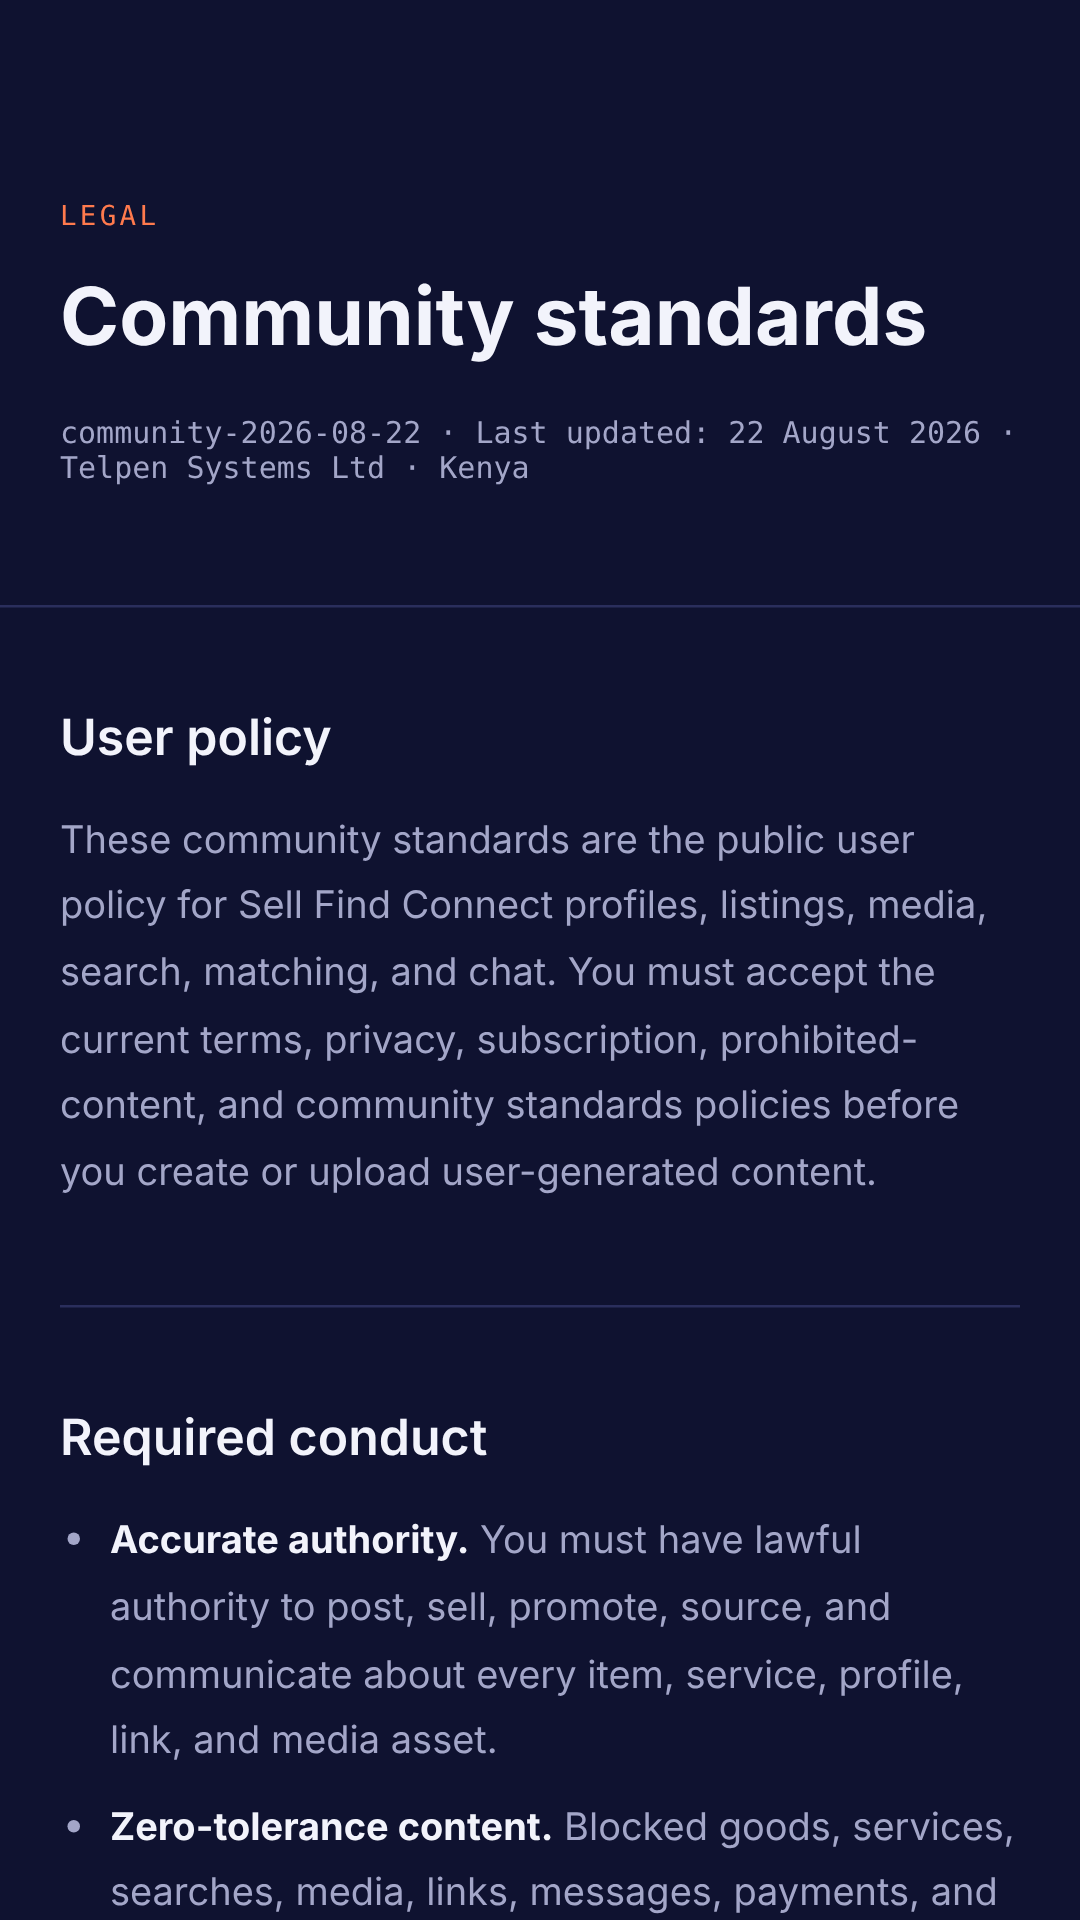 LEGAL
Community standards
community-2026-08-22 · Last updated: 22 August 2026 ·
Telpen Systems Ltd · Kenya
User policy
These community standards are the public user
policy for Sell Find Connect profiles, listings, media,
search, matching, and chat. You must accept the
current terms, privacy, subscription, prohibited-
content, and community standards policies before
you create or upload user-generated content.
Required conduct
• Accurate authority. You must have lawful
authority to post, sell, promote, source, and
communicate about every item, service, profile,
link, and media asset.
• Zero-tolerance content. Blocked goods, services,
searches, media, links, messages, payments, and